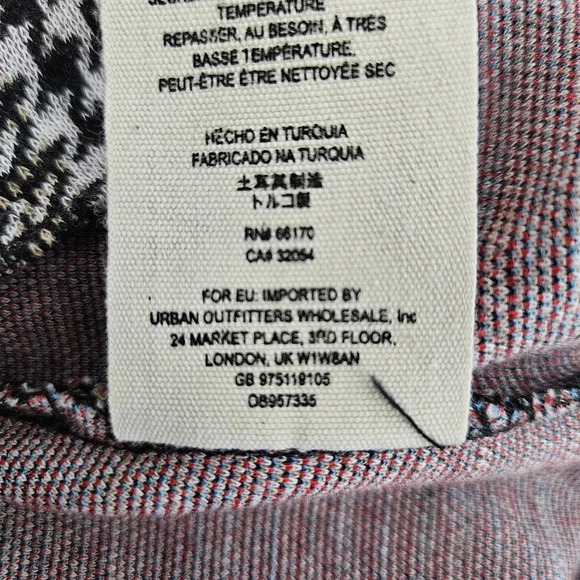 TEMPERATURE
REPASSER, AU BESOIN, À TRÈS
BASSE TEMPÉRATURE.
PEUT-ÊTRE ÊTRE NETTOYÉE SEC
HECHO EN TURQUIA
FABRICADO NA TURQUIA
土耳其制造
トルコ製
RN# 66170
CA# 32054
FOR EU: IMPORTED BY
URBAN OUTFITTERS WHOLESALE, Inc
24 MARKET PLACE, 3RD FLOOR,
LONDON, UK W1W8AN
GB 975119105
OB957335